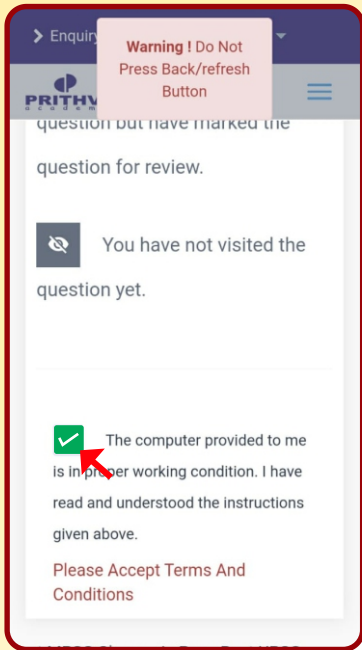 Enquiry
Warning ! Do Not
Press Back/refresh
Button
PRITHV
academ
question but have marked the
question for review.
You have not visited the
question yet.
The computer provided to me
is in proper working condition. I have
read and understood the instructions
given above.
Please Accept Terms And
Conditions